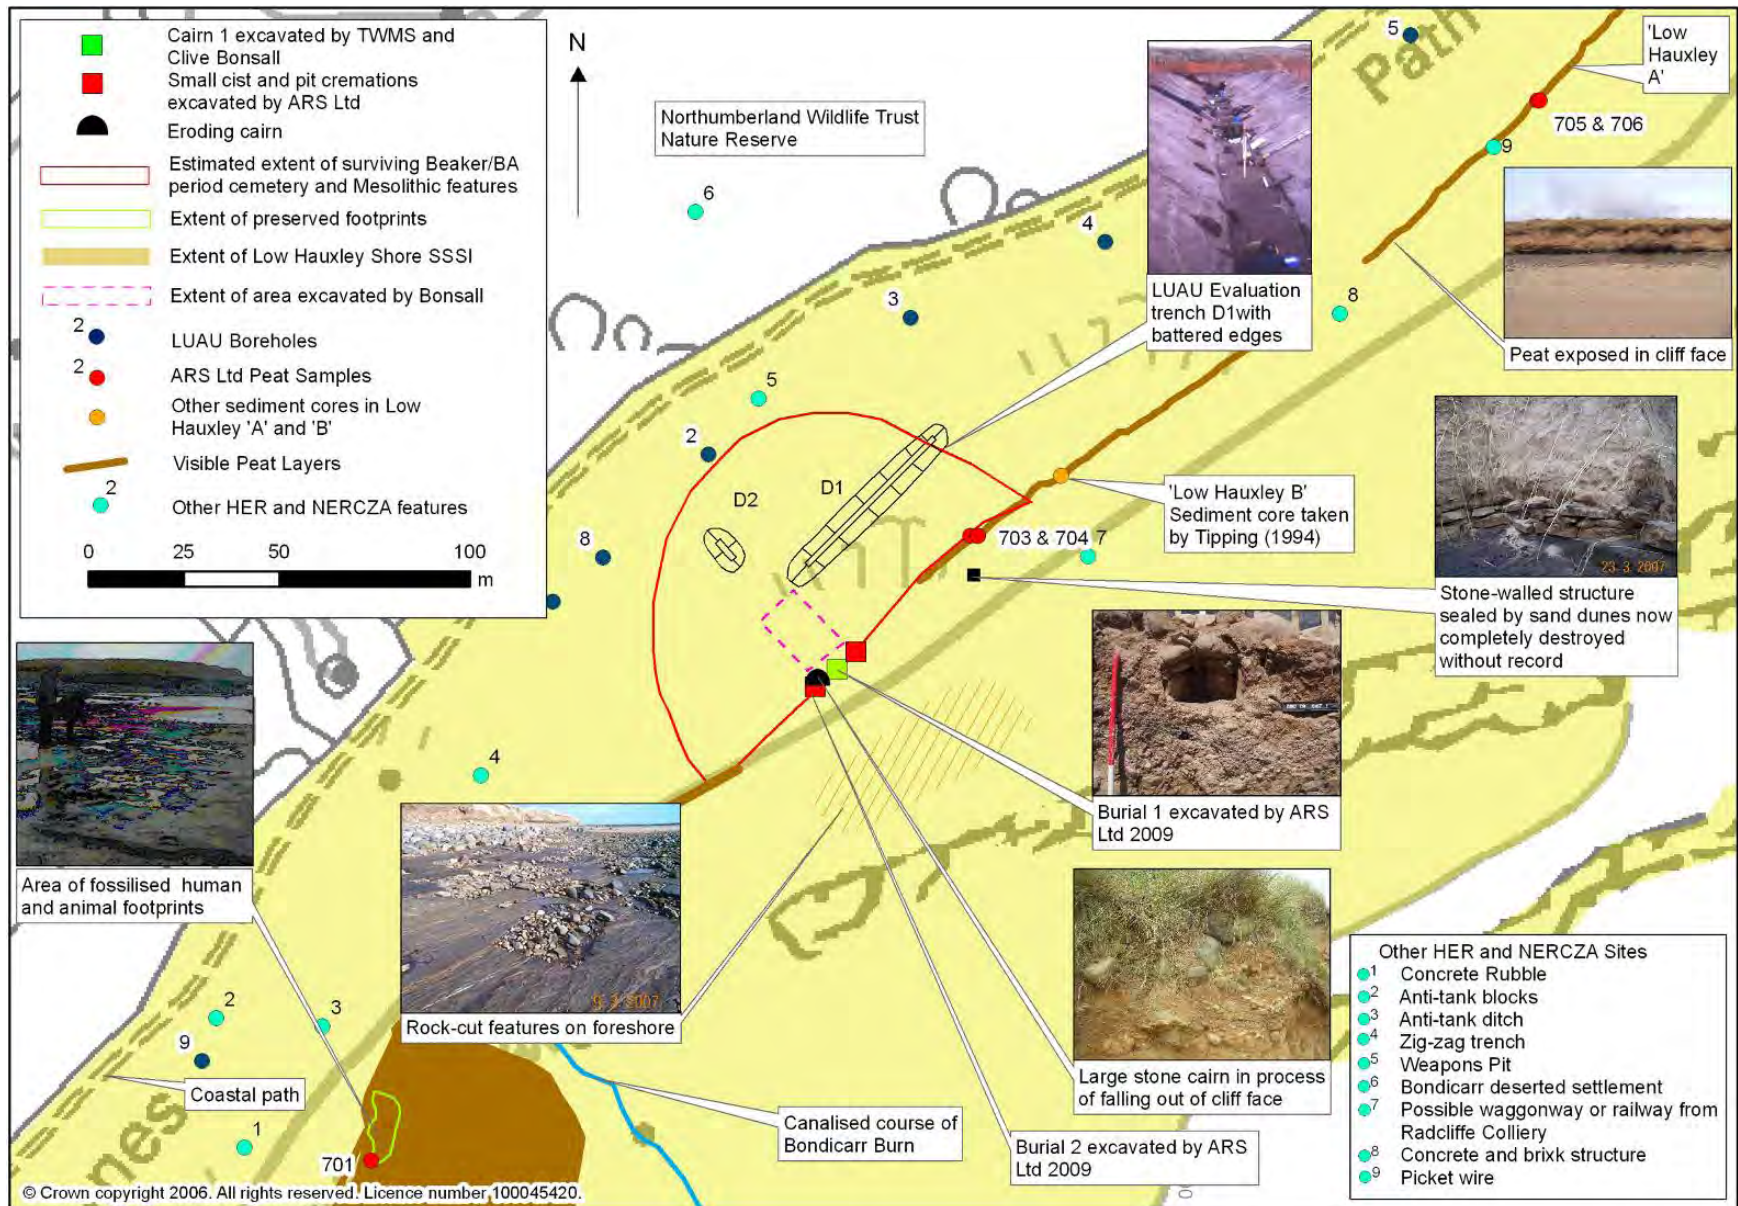 Cairn 1 excavated by TWMS and
Clive Bonsall
Small cist and pit cremations
excavated by ARS Ltd
Eroding cairn
Estimated extent of surviving Beaker/BA
period cemetery and Mesolithic features
Extent of preserved footprints
Extent of Low Hauxley Shore SSSI
Extent of area excavated by Bonsall
2
LUAU Boreholes
2
ARS Ltd Peat Samples
Other sediment cores in Low
Hauxley 'A' and 'B'
Visible Peat Layers
2
Other HER and NERCZA features
0 25 50 100
m
N
Northumberland Wildlife Trust
Nature Reserve
6
5
Path
'Low
Hauxley
A'
705 & 706
9
4
3
8
LUAU Evaluation
trench D1with
battered edges
Peat exposed in cliff face
5
2
D2
D1
8
'Low Hauxley B'
Sediment core taken
by Tipping (1994)
703 & 704
7
23. 3. 2007
Stone-walled structure
sealed by sand dunes now
completely destroyed
without record
Burial 1 excavated by ARS
Ltd 2009
Area of fossilised human
and animal footprints
4
9. 3. 2007
Rock-cut features on foreshore
Large stone cairn in process
of falling out of cliff face
2
3
9
Coastal path
nes
1
701
Canalised course of
Bondicarr Burn
Burial 2 excavated by ARS
Ltd 2009
Other HER and NERCZA Sites
1 Concrete Rubble
2 Anti-tank blocks
3 Anti-tank ditch
4 Zig-zag trench
5 Weapons Pit
6 Bondicarr deserted settlement
7 Possible waggonway or railway from
Radcliffe Colliery
8 Concrete and brixk structure
9 Picket wire
© Crown copyright 2006. All rights reserved. Licence number 100045420.